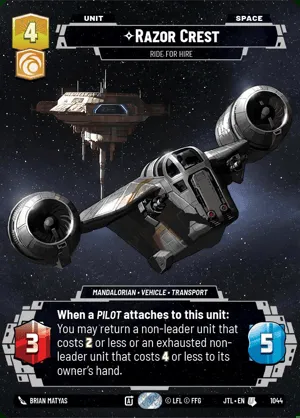 UNIT
SPACE
4
✧RAZOR CREST
RIDE FOR HIRE
MANDALORIAN • VEHICLE • TRANSPORT
When a PILOT attaches to this unit:
You may return a non-leader unit that
costs 2 or less or an exhausted non-
leader unit that costs 4 or less to its
owner's hand.
3
5
BRIAN MATYAS
© LFL © FFG
JTL • EN
1044